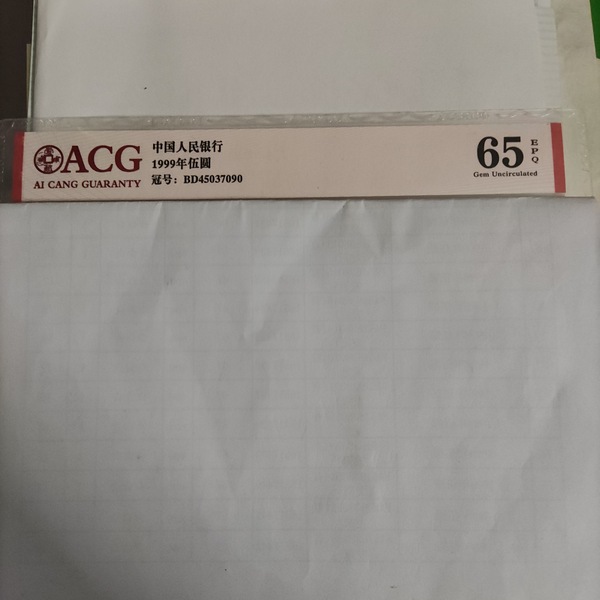 ACG
AI CANG GUARANTY
中国人民银行
1999年伍圆
冠号：BD45037090
65
EPQ
Gem Uncirculated